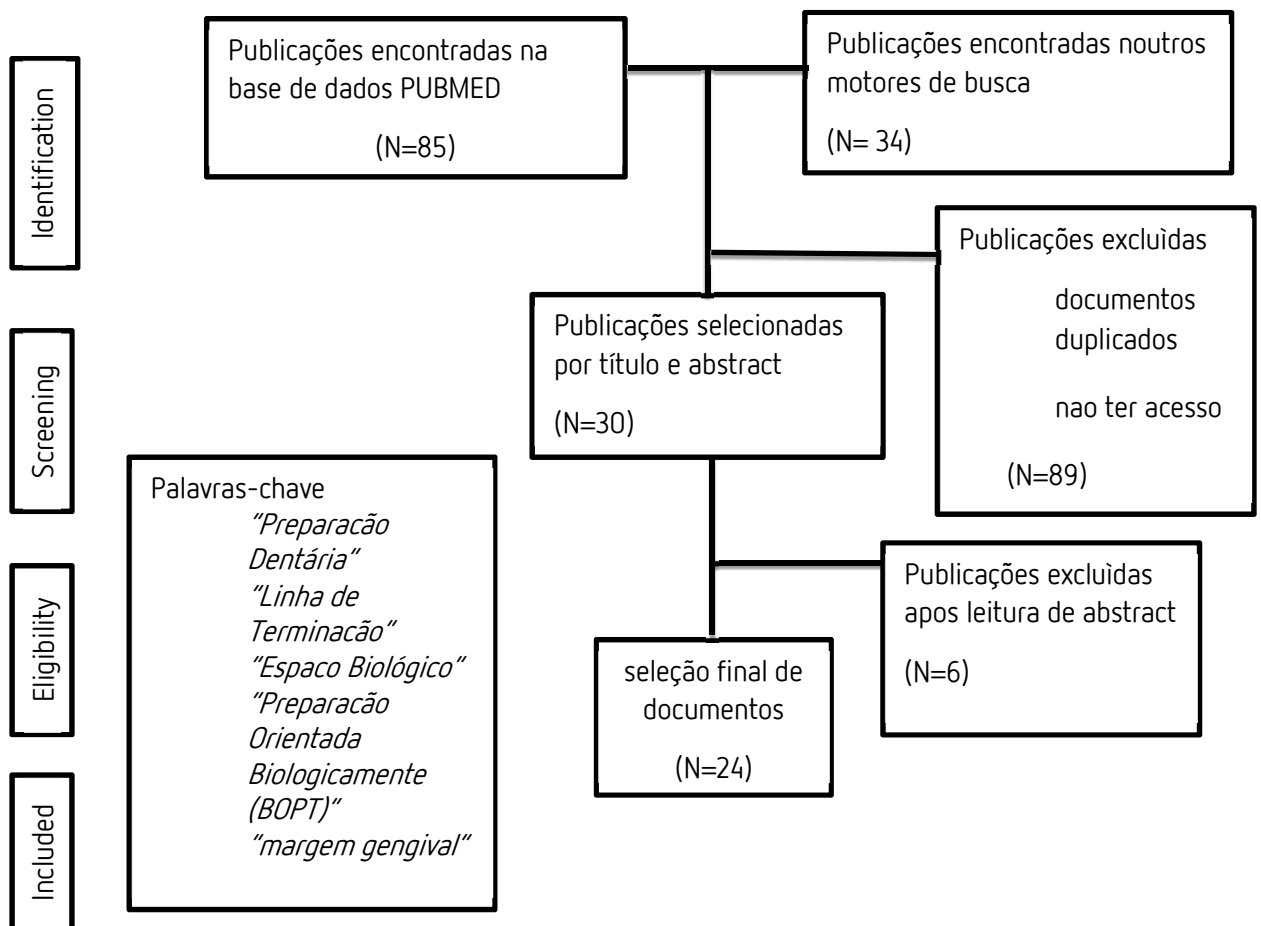 Identification
Screening
Eligibility
Included
Publicações encontradas na
base de dados PUBMED
(N=85)
Publicações encontradas noutros
motores de busca
(N= 34)
Publicações excluìdas
documentos
duplicados
nao ter acesso
(N=89)
Publicações selecionadas
por título e abstract
(N=30)
Publicações excluìdas
apos leitura de abstract
(N=6)
seleção final de
documentos
(N=24)
Palavras-chave
“Preparacão
Dentária“
“Linha de
Terminacão“
“Espaco Biológico“
“Preparacão
Orientada
Biologicamente
(BOPT)“
“margem gengival“